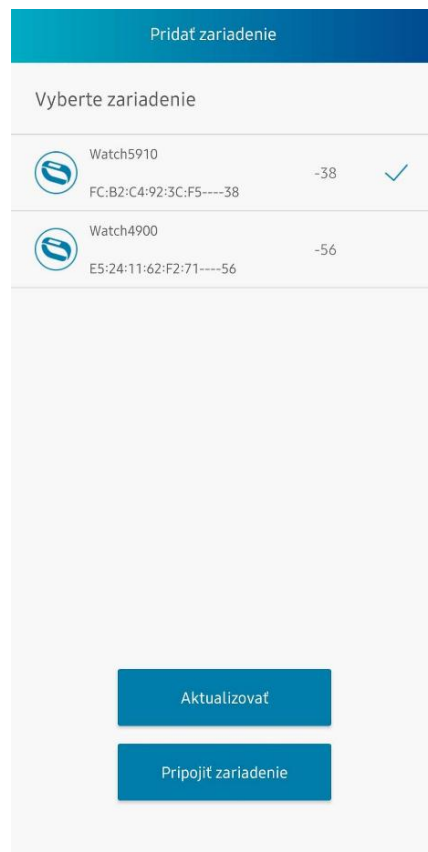 Pridať zariadenie
Vyberte zariadenie
Watch5910
-38
FC:B2:C4:92:3C:F5----38
Watch4900
-56
E5:24:11:62:F2:71----56
Aktualizovať
Pripojiť zariadenie